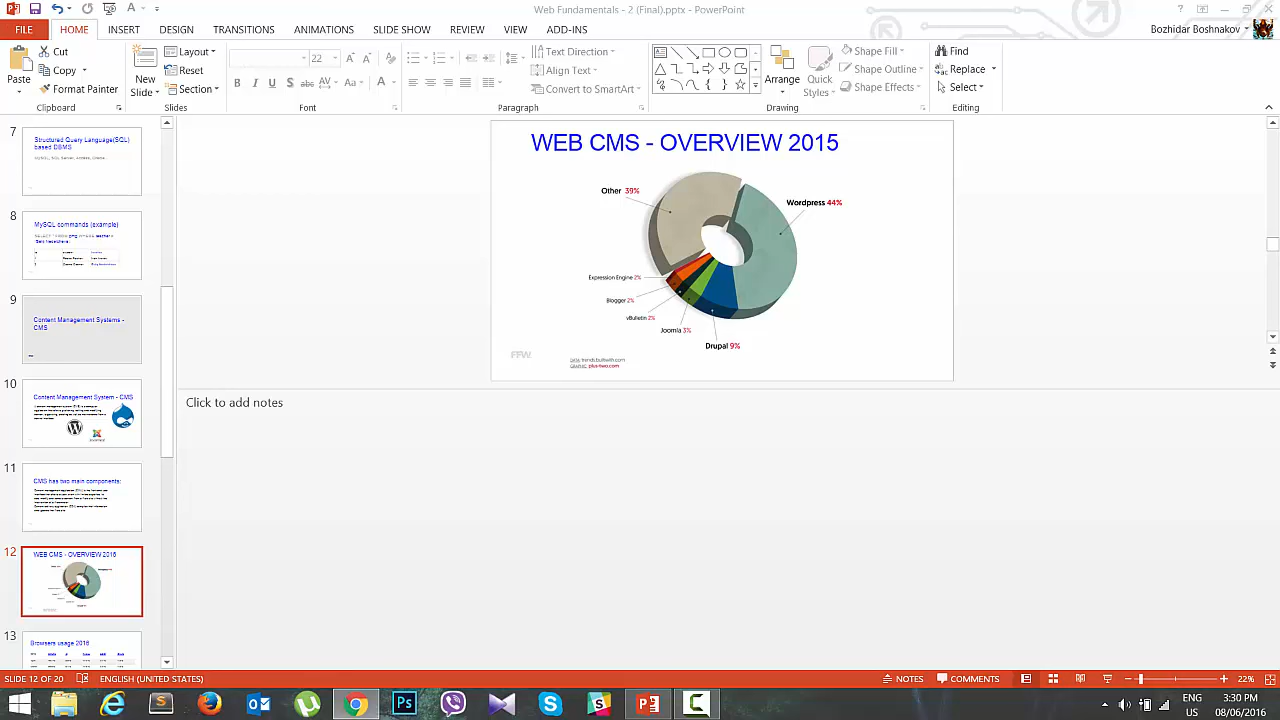 Web Fundamentals - 2 (Final).pptx - PowerPoint
FILE HOME INSERT DESIGN TRANSITIONS ANIMATIONS SLIDE SHOW REVIEW VIEW ADD-INS
Bozhidar Boshnakov
Paste
Cut
Copy
Format Painter
Clipboard
New Slide
Layout
Reset
Section
Slides
22
Font
Text Direction
Align Text
Convert to SmartArt
Paragraph
Arrange
Quick Styles
Shape Fill
Shape Outline
Shape Effects
Drawing
Find
Replace
Select
Editing
7
Structured Query Language(SQL)
based DBMS
8
MySQL commands (example)
9
Content Management Systems -
CMS
10
Content Management System - CMS
11
CMS has two main components:
12
WEB CMS - OVERVIEW 2015
13
Browsers usage 2016
WEB CMS - OVERVIEW 2015
Other 39%
Wordpress 44%
Expression Engine 2%
Blogger 2%
vBulletin 2%
Joomla 3%
Drupal 9%
FFW
DATA: trends.builtwith.com
GRAPHIC: plus-two.com
Click to add notes
SLIDE 12 OF 20 ENGLISH (UNITED STATES) NOTES COMMENTS 22%
ENG 3:30 PM
US 08/06/2016